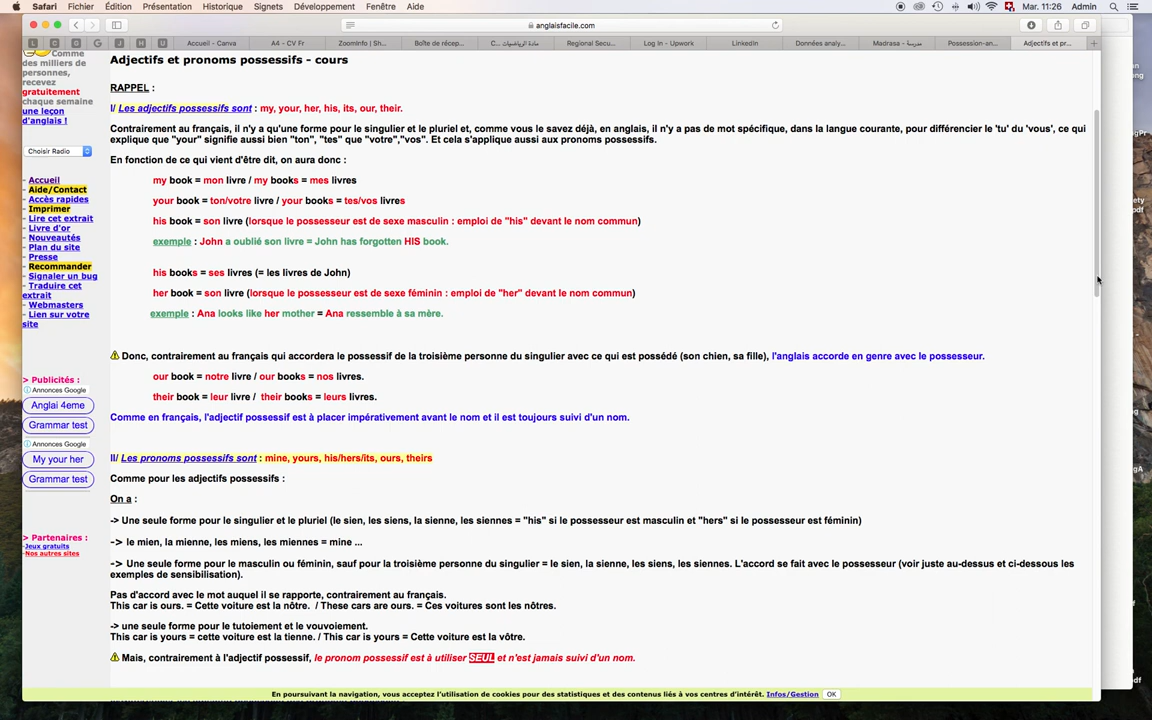 Safari Fichier Édition Présentation Historique Signets Développement Fenêtre Aide Mar. 11:26 Admin
anglaisfacile.com
L C O G J H U Accueil - Canva A4 - CV Fr ZoomInfo | Sh... Boîte de récep... C... مادة الرياضيات Regional Secu... Log In - Upwork LinkedIn Données analy... Madrasa - مدرسة Possession-an... Adjectifs et pr...
Comme
des milliers de
personnes,
recevez
gratuitement
chaque semaine
une leçon
d'anglais !
Choisir Radio
- Accueil
- Aide/Contact
- Accès rapides
- Imprimer
- Lire cet extrait
- Livre d'or
- Nouveautés
- Plan du site
- Presse
- Recommander
- Signaler un bug
- Traduire cet
extrait
- Webmasters
- Lien sur votre
site
> Publicités :
Annonces Google
Anglai 4eme
Grammar test
Annonces Google
My your her
Grammar test
> Partenaires :
-Jeux gratuits
-Nos autres sites
Adjectifs et pronoms possessifs - cours
RAPPEL :
I/ Les adjectifs possessifs sont : my, your, her, his, its, our, their.
Contrairement au français, il n'y a qu'une forme pour le singulier et le pluriel et, comme vous le savez déjà, en anglais, il n'y a pas de mot spécifique, dans la langue courante, pour différencier le 'tu' du 'vous', ce qui
explique que "your" signifie aussi bien "ton", "tes" que "votre","vos". Et cela s'applique aussi aux pronoms possessifs.
En fonction de ce qui vient d'être dit, on aura donc :
my book = mon livre / my books = mes livres
your book = ton/votre livre / your books = tes/vos livres
his book = son livre (lorsque le possesseur est de sexe masculin : emploi de "his" devant le nom commun)
exemple : John a oublié son livre = John has forgotten HIS book.
his books = ses livres (= les livres de John)
her book = son livre (lorsque le possesseur est de sexe féminin : emploi de "her" devant le nom commun)
exemple : Ana looks like her mother = Ana ressemble à sa mère.
Donc, contrairement au français qui accordera le possessif de la troisième personne du singulier avec ce qui est possédé (son chien, sa fille), l'anglais accorde en genre avec le possesseur.
our book = notre livre / our books = nos livres.
their book = leur livre / their books = leurs livres.
Comme en français, l'adjectif possessif est à placer impérativement avant le nom et il est toujours suivi d'un nom.
II/ Les pronoms possessifs sont : mine, yours, his/hers/its, ours, theirs
Comme pour les adjectifs possessifs :
On a :
-> Une seule forme pour le singulier et le pluriel (le sien, les siens, la sienne, les siennes = "his" si le possesseur est masculin et "hers" si le possesseur est féminin)
-> le mien, la mienne, les miens, les miennes = mine ...
-> Une seule forme pour le masculin ou féminin, sauf pour la troisième personne du singulier = le sien, la sienne, les siens, les siennes. L'accord se fait avec le possesseur (voir juste au-dessus et ci-dessous les
exemples de sensibilisation).
Pas d'accord avec le mot auquel il se rapporte, contrairement au français.
This car is ours. = Cette voiture est la nôtre. / These cars are ours. = Ces voitures sont les nôtres.
-> une seule forme pour le tutoiement et le vouvoiement.
This car is yours = cette voiture est la tienne. / This car is yours = Cette voiture est la vôtre.
Mais, contrairement à l'adjectif possessif, le pronom possessif est à utiliser SEUL et n'est jamais suivi d'un nom.
En poursuivant la navigation, vous acceptez l'utilisation de cookies pour des statistiques et des contenus liés à vos centres d'intérêt. Infos/Gestion OK